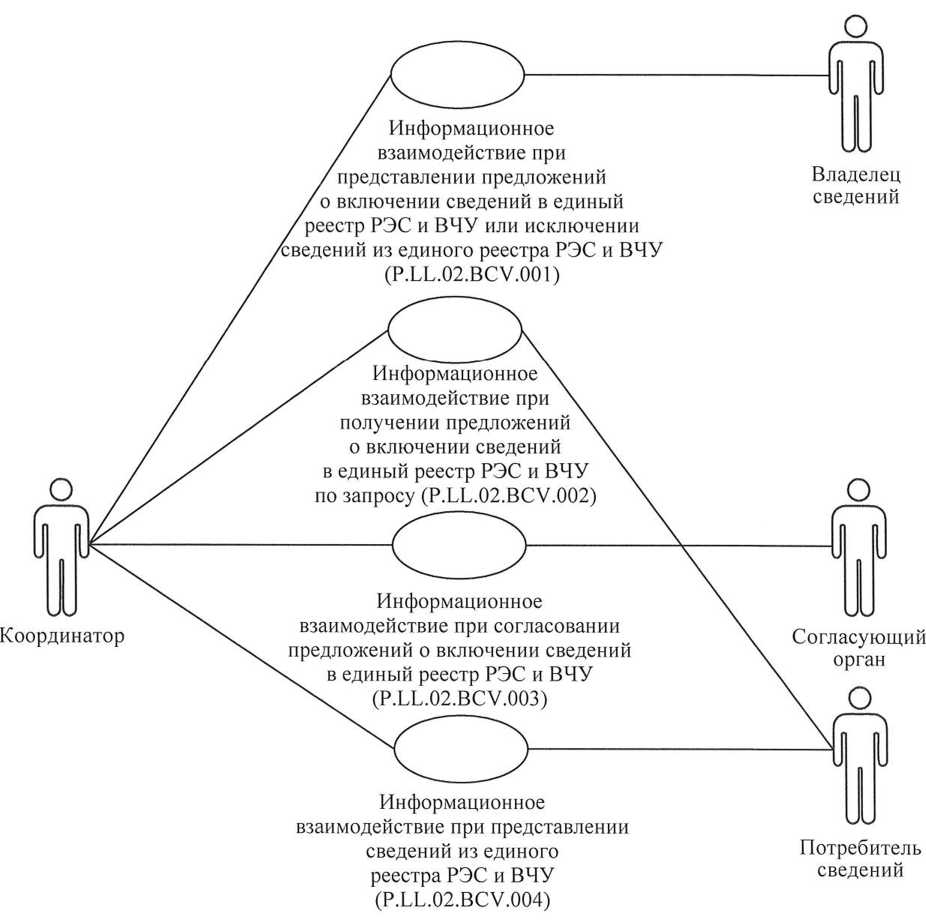 Информационное
взаимодействие при
представлении предложений
о включении сведений в единый
реестр РЭС и ВЧУ или исключении
сведений из единого реестра РЭС и ВЧУ
(P.LL.02.BCV.001)
Владелец
сведений
Информационное
взаимодействие при
получении предложений
о включении сведений
в единый реестр РЭС и ВЧУ
по запросу (P.LL.02.BCV.002)
Координатор
Информационное
взаимодействие при согласовании
предложений о включении сведений
в единый реестр РЭС и ВЧУ
(P.LL.02.BCV.003)
Согласующий
орган
Информационное
взаимодействие при представлении
сведений из единого
реестра РЭС и ВЧУ
(P.LL.02.BCV.004)
Потребитель
сведений